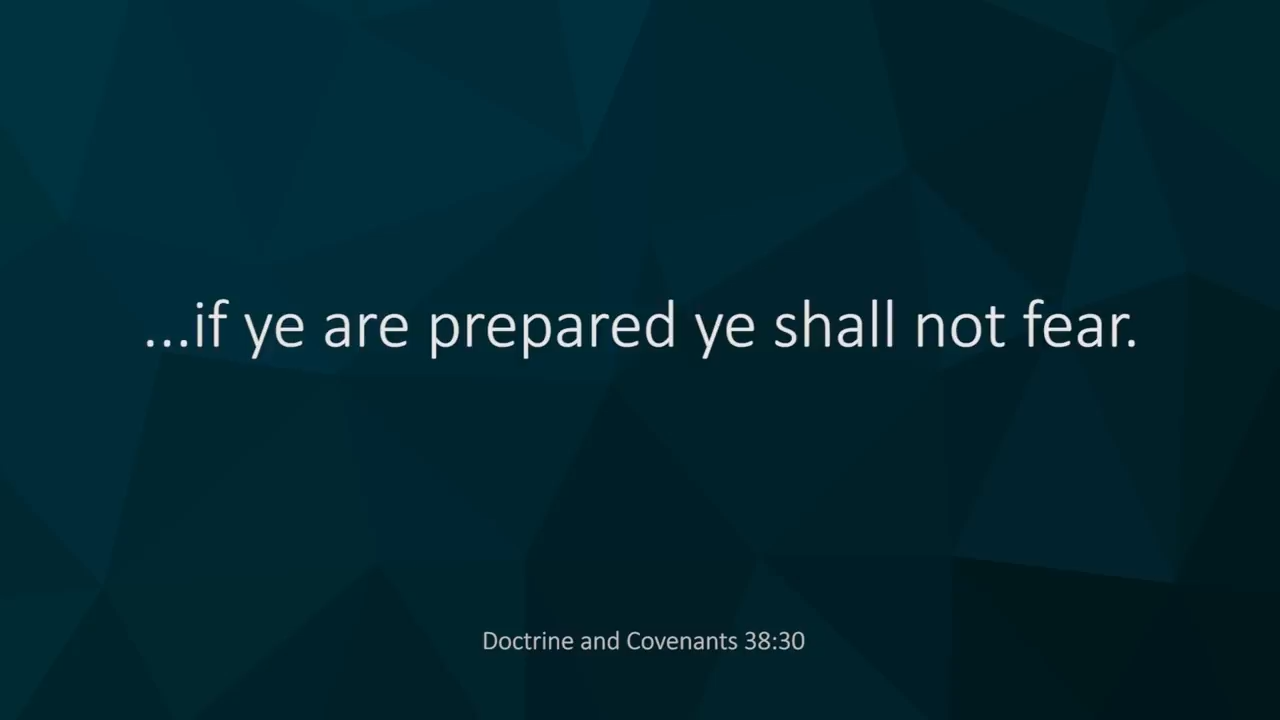 ...if ye are prepared ye shall not fear.
Doctrine and Covenants 38:30